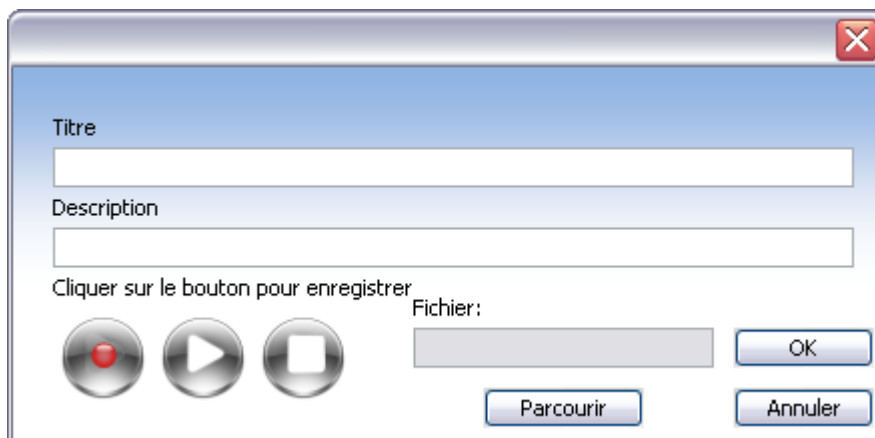 Titre
Description
Cliquer sur le bouton pour enregistrer
Fichier:
OK
Parcourir
Annuler